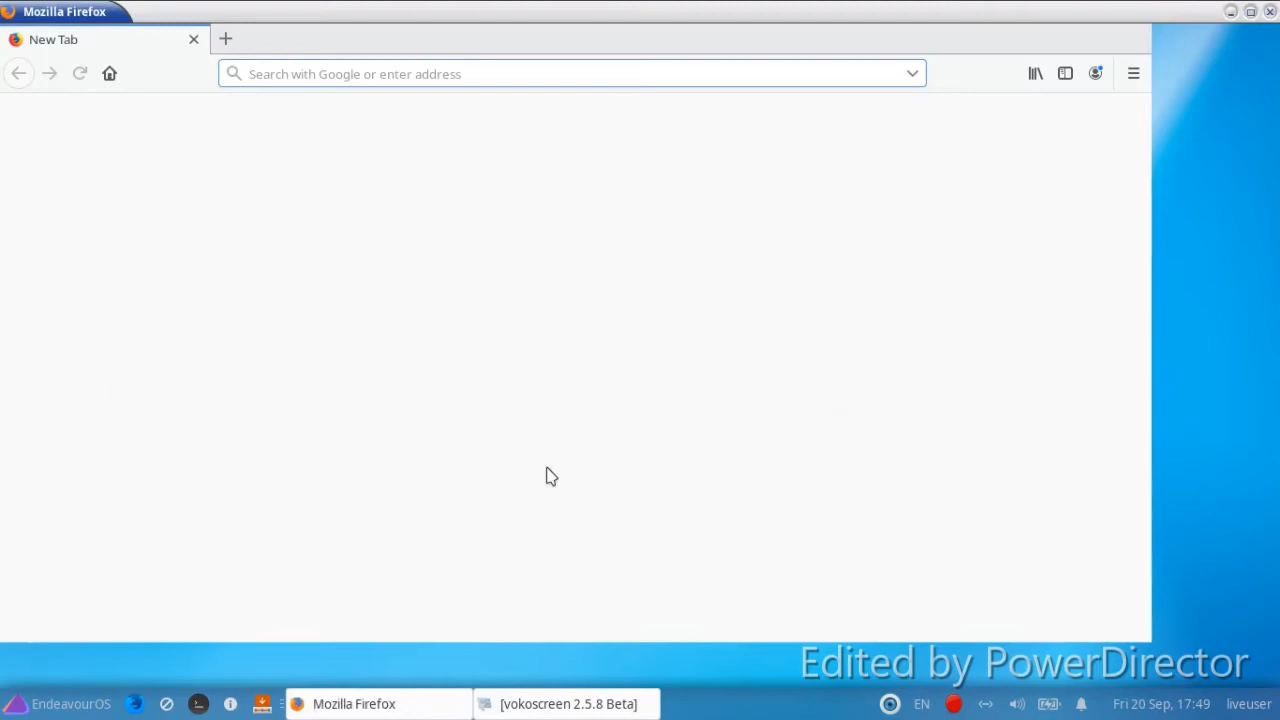 Mozilla Firefox
New Tab
Search with Google or enter address
Edited by PowerDirector
EndeavourOS
Mozilla Firefox
[vokoscreen 2.5.8 Beta]
EN
Fri 20 Sep, 17:49
liveuser